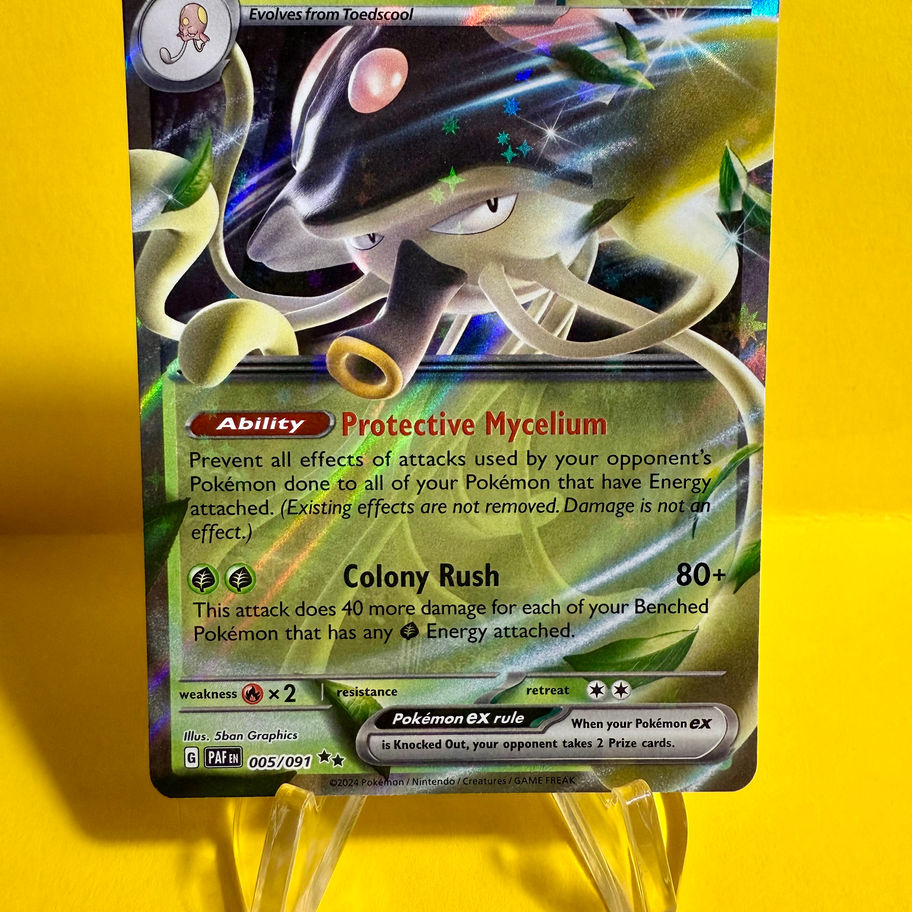 Evolves from Toedscool
Ability Protective Mycelium
Prevent all effects of attacks used by your opponent's
Pokémon done to all of your Pokémon that have Energy
attached. (Existing effects are not removed. Damage is not an
effect.)
Colony Rush 80+
This attack does 40 more damage for each of your Benched
Pokémon that has any Energy attached.
weakness ×2 resistance retreat
Pokémon ex rule When your Pokémon ex
is Knocked Out, your opponent takes 2 Prize cards.
Illus. 5ban Graphics
G PAF EN 005/091
©2024 Pokémon / Nintendo / Creatures / GAME FREAK